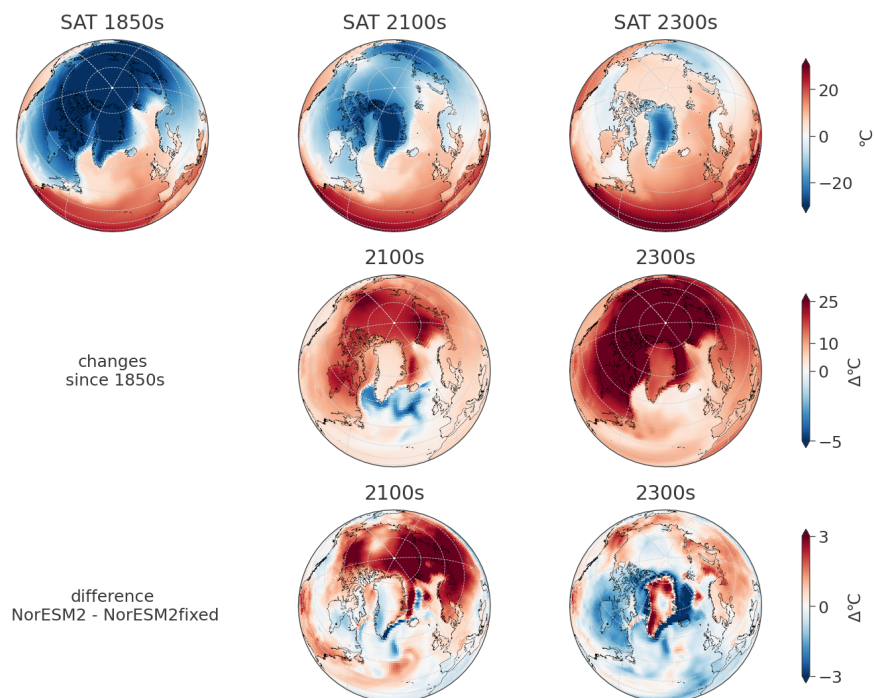 SAT 1850s
SAT 2100s
SAT 2300s
20
0
−20
°C
2100s
2300s
changes
since 1850s
25
10
0
−5
Δ°C
2100s
2300s
difference
NorESM2 - NorESM2fixed
3
0
−3
Δ°C